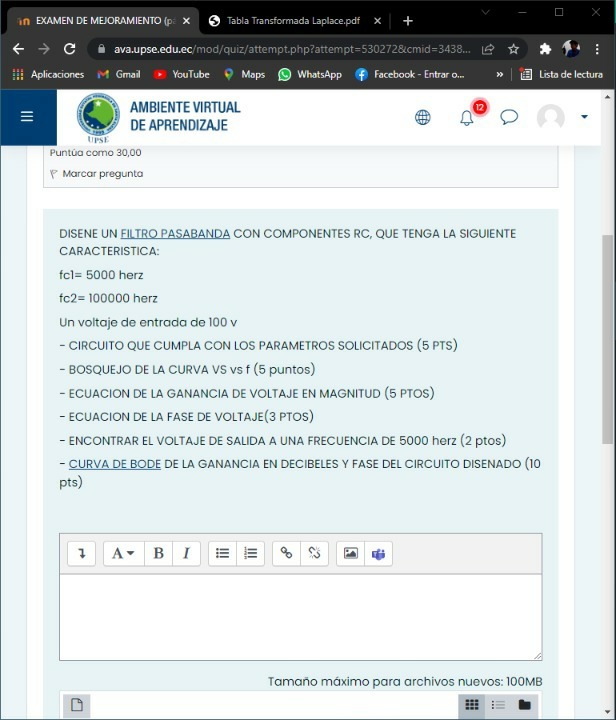 EXAMEN DE MEJORAMIENTO (pa
Tabla Transformada Laplace.pdf
ava.upse.edu.ec/mod/quiz/attempt.php?attempt=530272&cmid=3438...
Aplicaciones
Gmail
YouTube
Maps
WhatsApp
Facebook - Entrar o...
»
Lista de lectura
UPSE
AMBIENTE VIRTUAL
DE APRENDIZAJE
12
Puntúa como 30,00
Marcar pregunta
DISENE UN FILTRO PASABANDA CON COMPONENTES RC, QUE TENGA LA SIGUIENTE
CARACTERISTICA:
fc1= 5000 herz
fc2= 100000 herz
Un voltaje de entrada de 100 v
- CIRCUITO QUE CUMPLA CON LOS PARAMETROS SOLICITADOS (5 PTS)
- BOSQUEJO DE LA CURVA VS vs f (5 puntos)
- ECUACION DE LA GANANCIA DE VOLTAJE EN MAGNITUD (5 PTOS)
- ECUACION DE LA FASE DE VOLTAJE(3 PTOS)
- ENCONTRAR EL VOLTAJE DE SALIDA A UNA FRECUENCIA DE 5000 herz (2 ptos)
- CURVA DE BODE DE LA GANANCIA EN DECIBELES Y FASE DEL CIRCUITO DISENADO (10
pts)
A B I
Tamaño máximo para archivos nuevos: 100MB